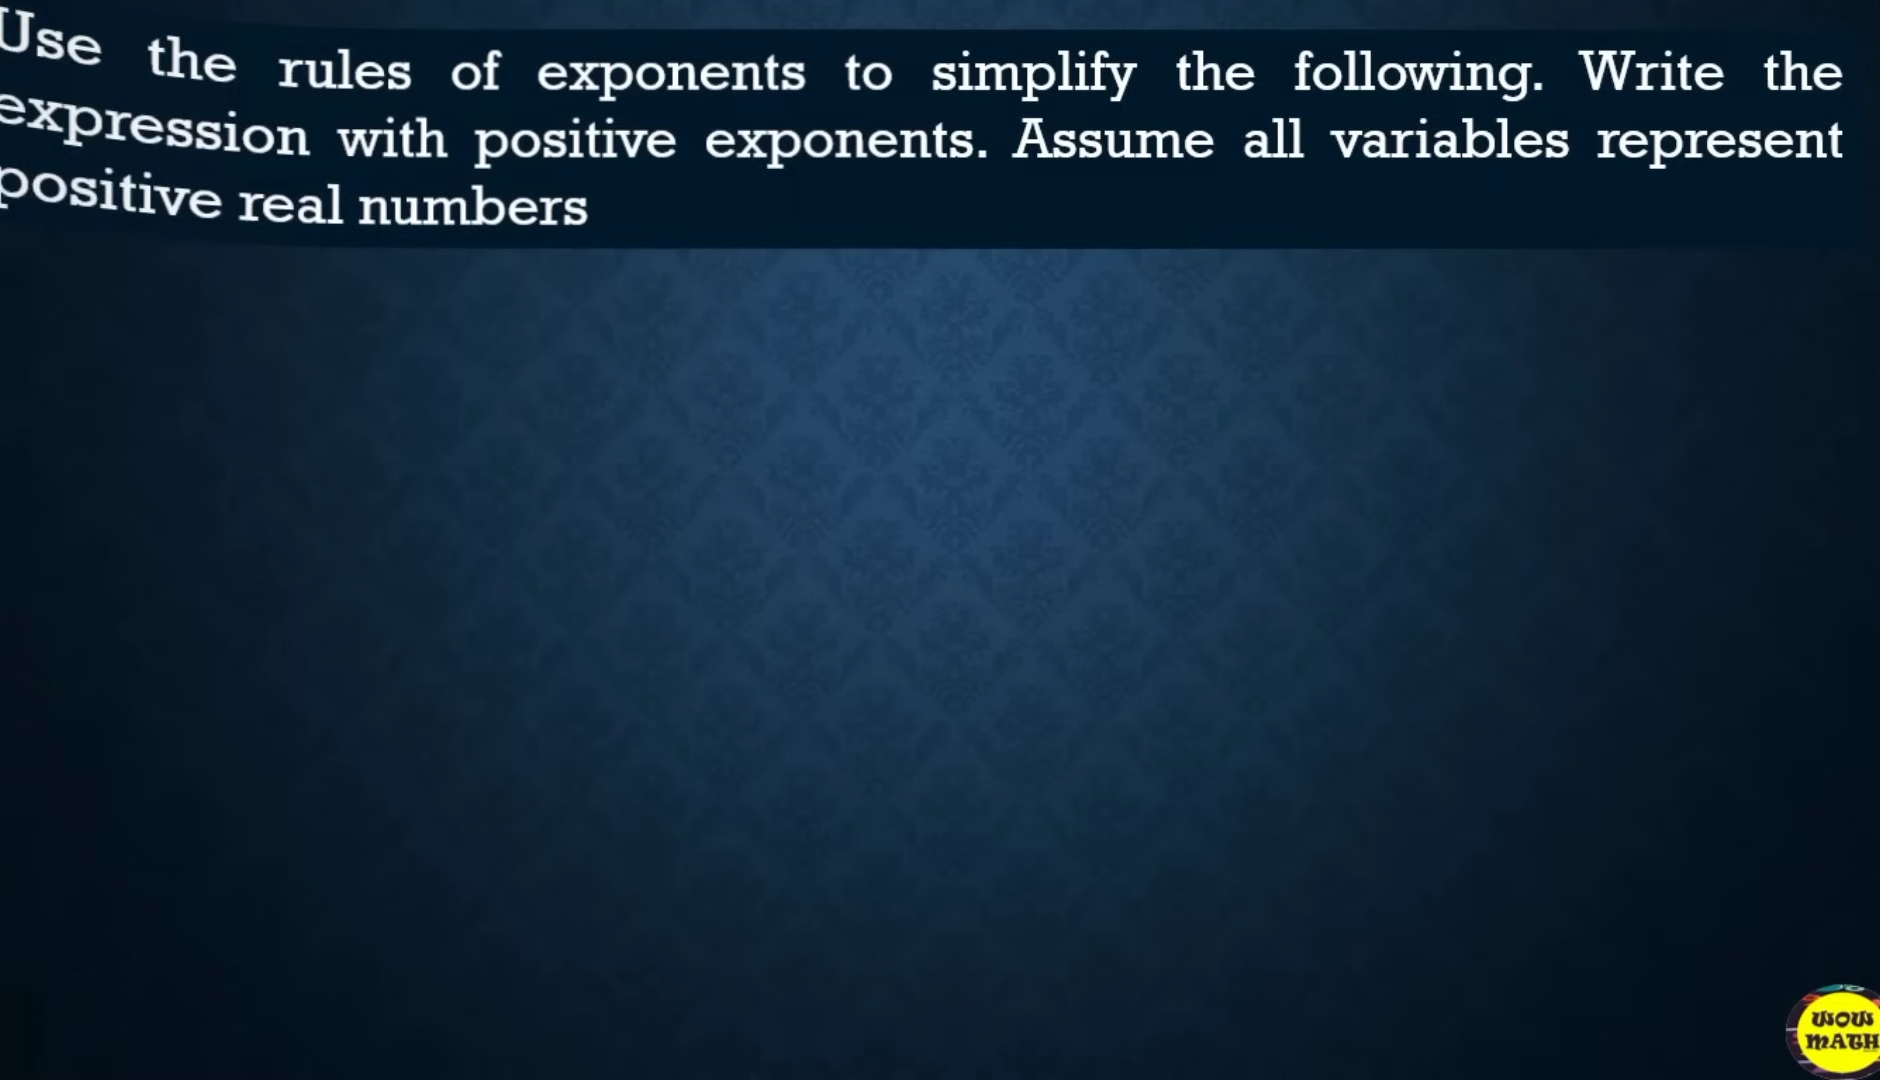 Use the rules of exponents to simplify the following. Write the
expression with positive exponents. Assume all variables represent
positive real numbers
WOW
MATH